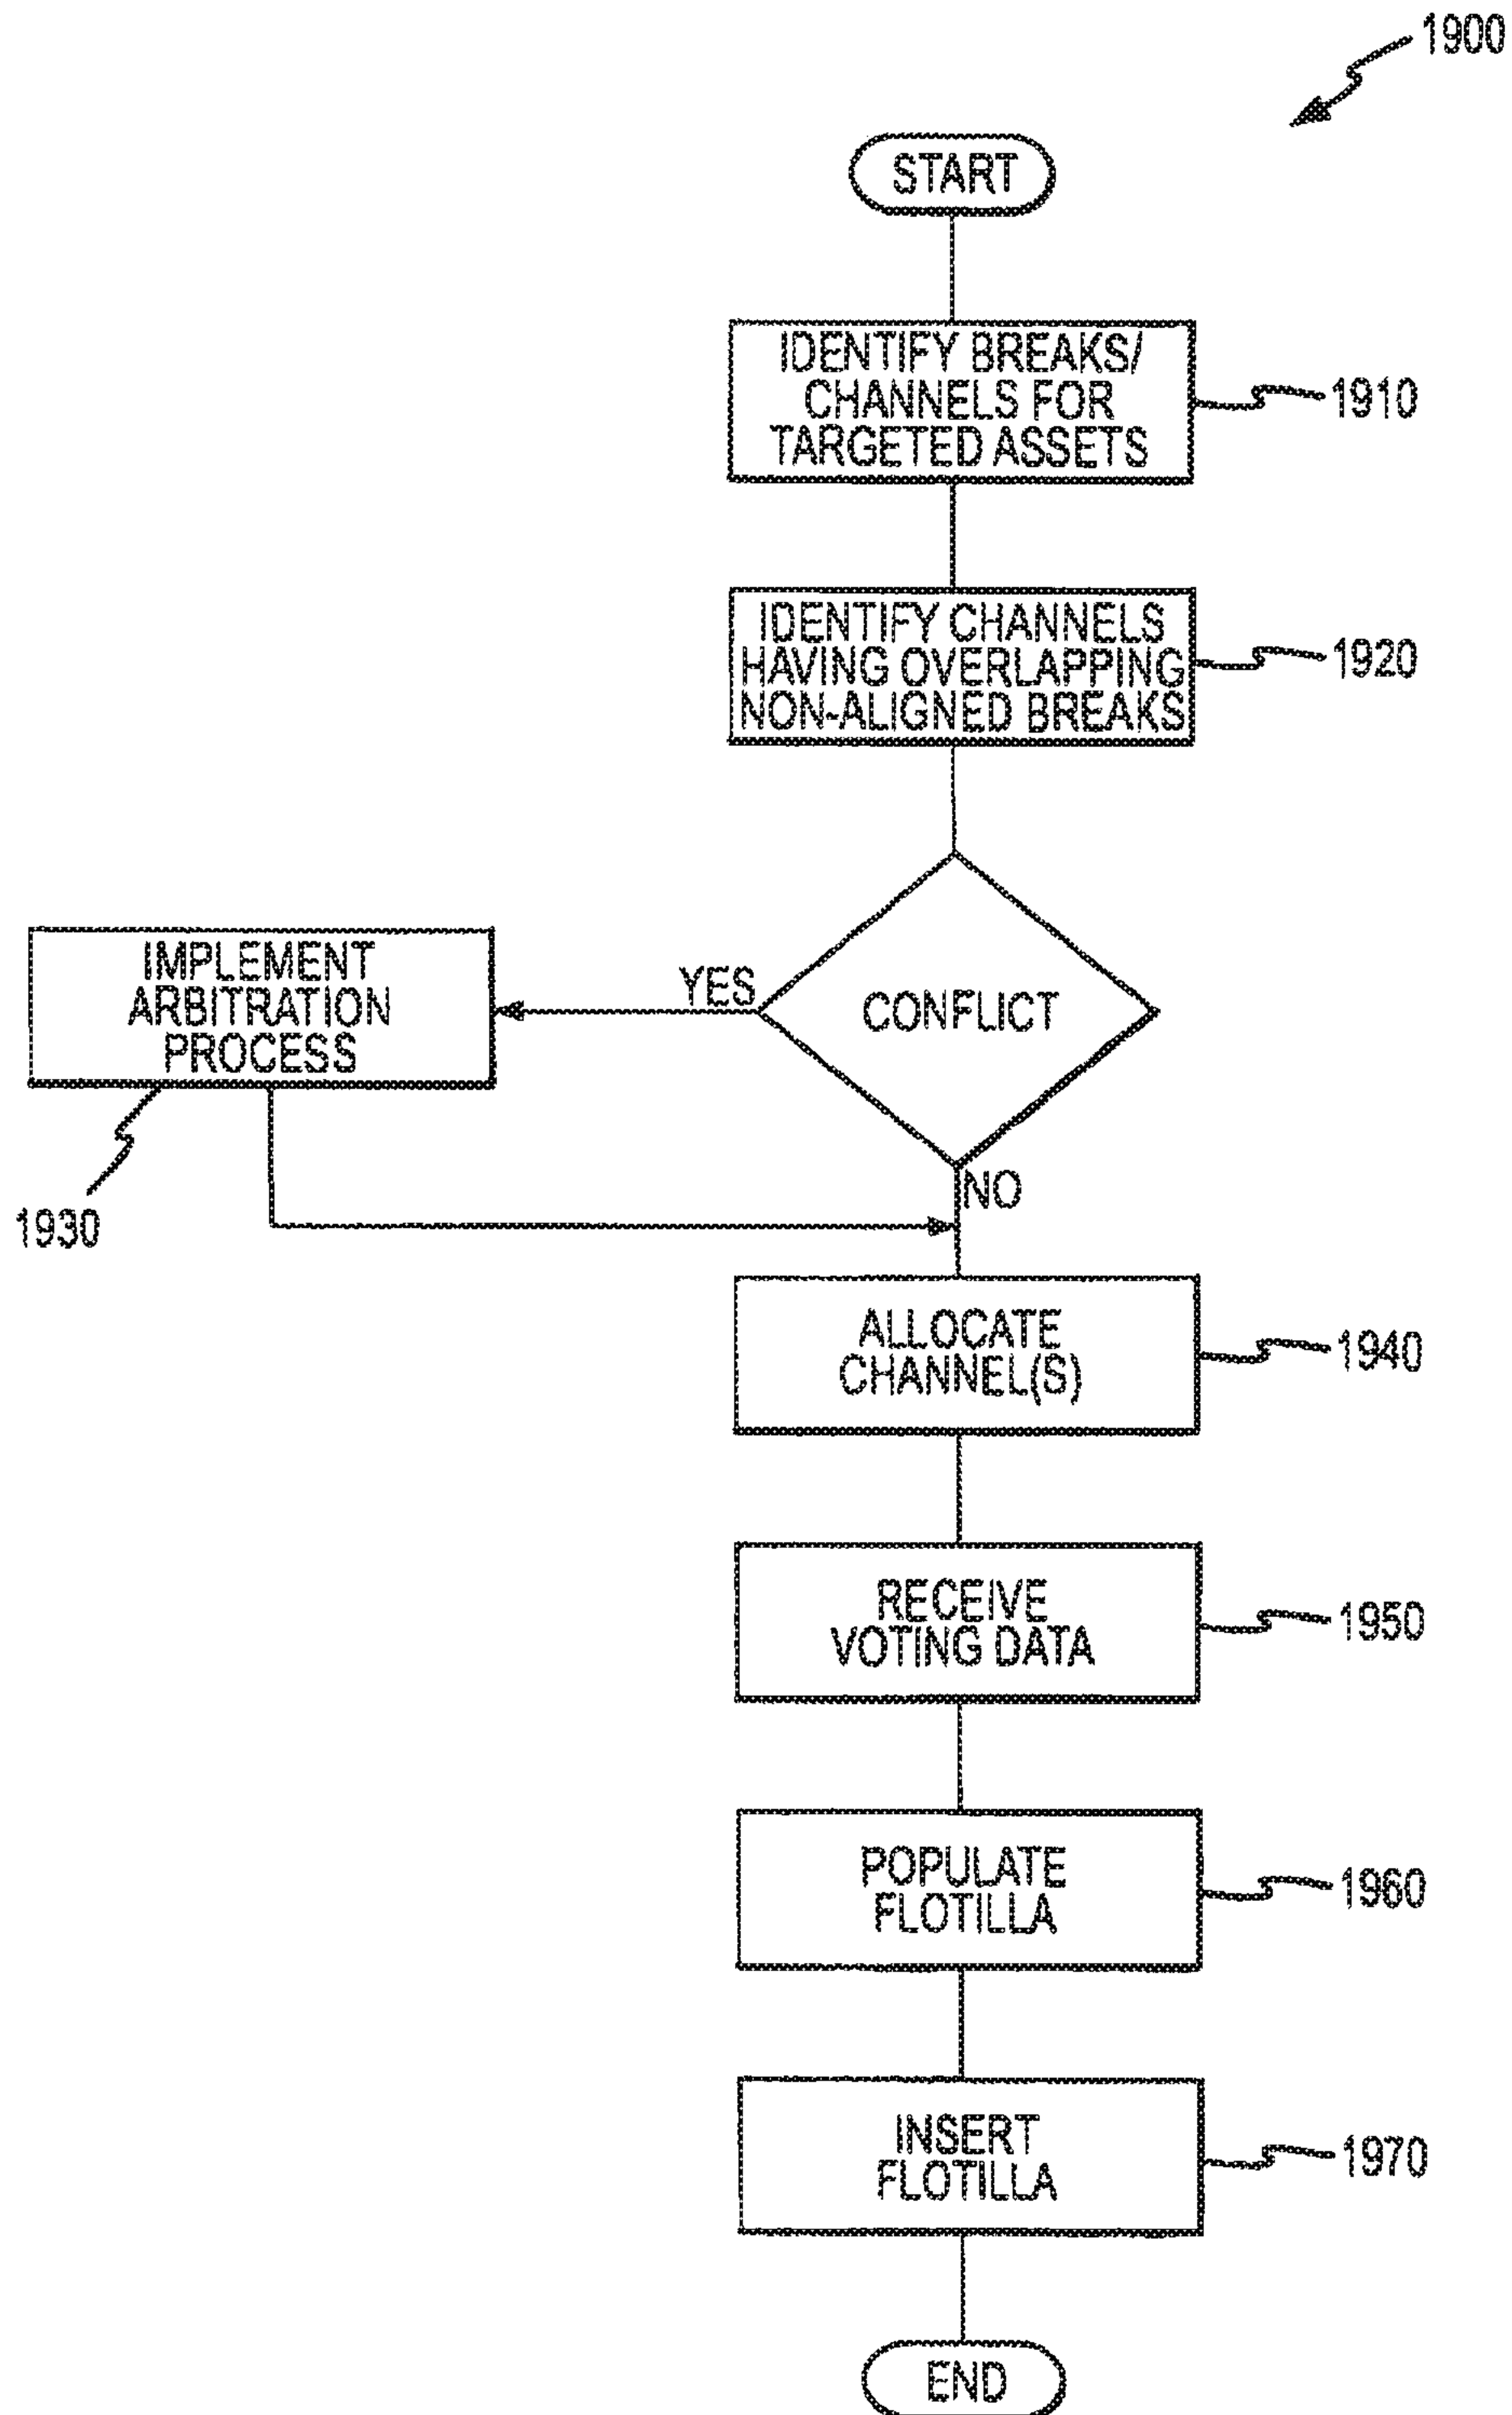 1900
START
IDENTIFY BREAKS/
CHANNELS FOR
TARGETED ASSETS
1910
IDENTIFY CHANNELS
HAVING OVERLAPPING
NON-ALIGNED BREAKS
1920
IMPLEMENT
ARBITRATION
PROCESS
YES
CONFLICT
NO
1930
ALLOCATE
CHANNEL(S)
1940
RECEIVE
VOTING DATA
1950
POPULATE
FLOTILLA
1960
INSERT
FLOTILLA
1970
END